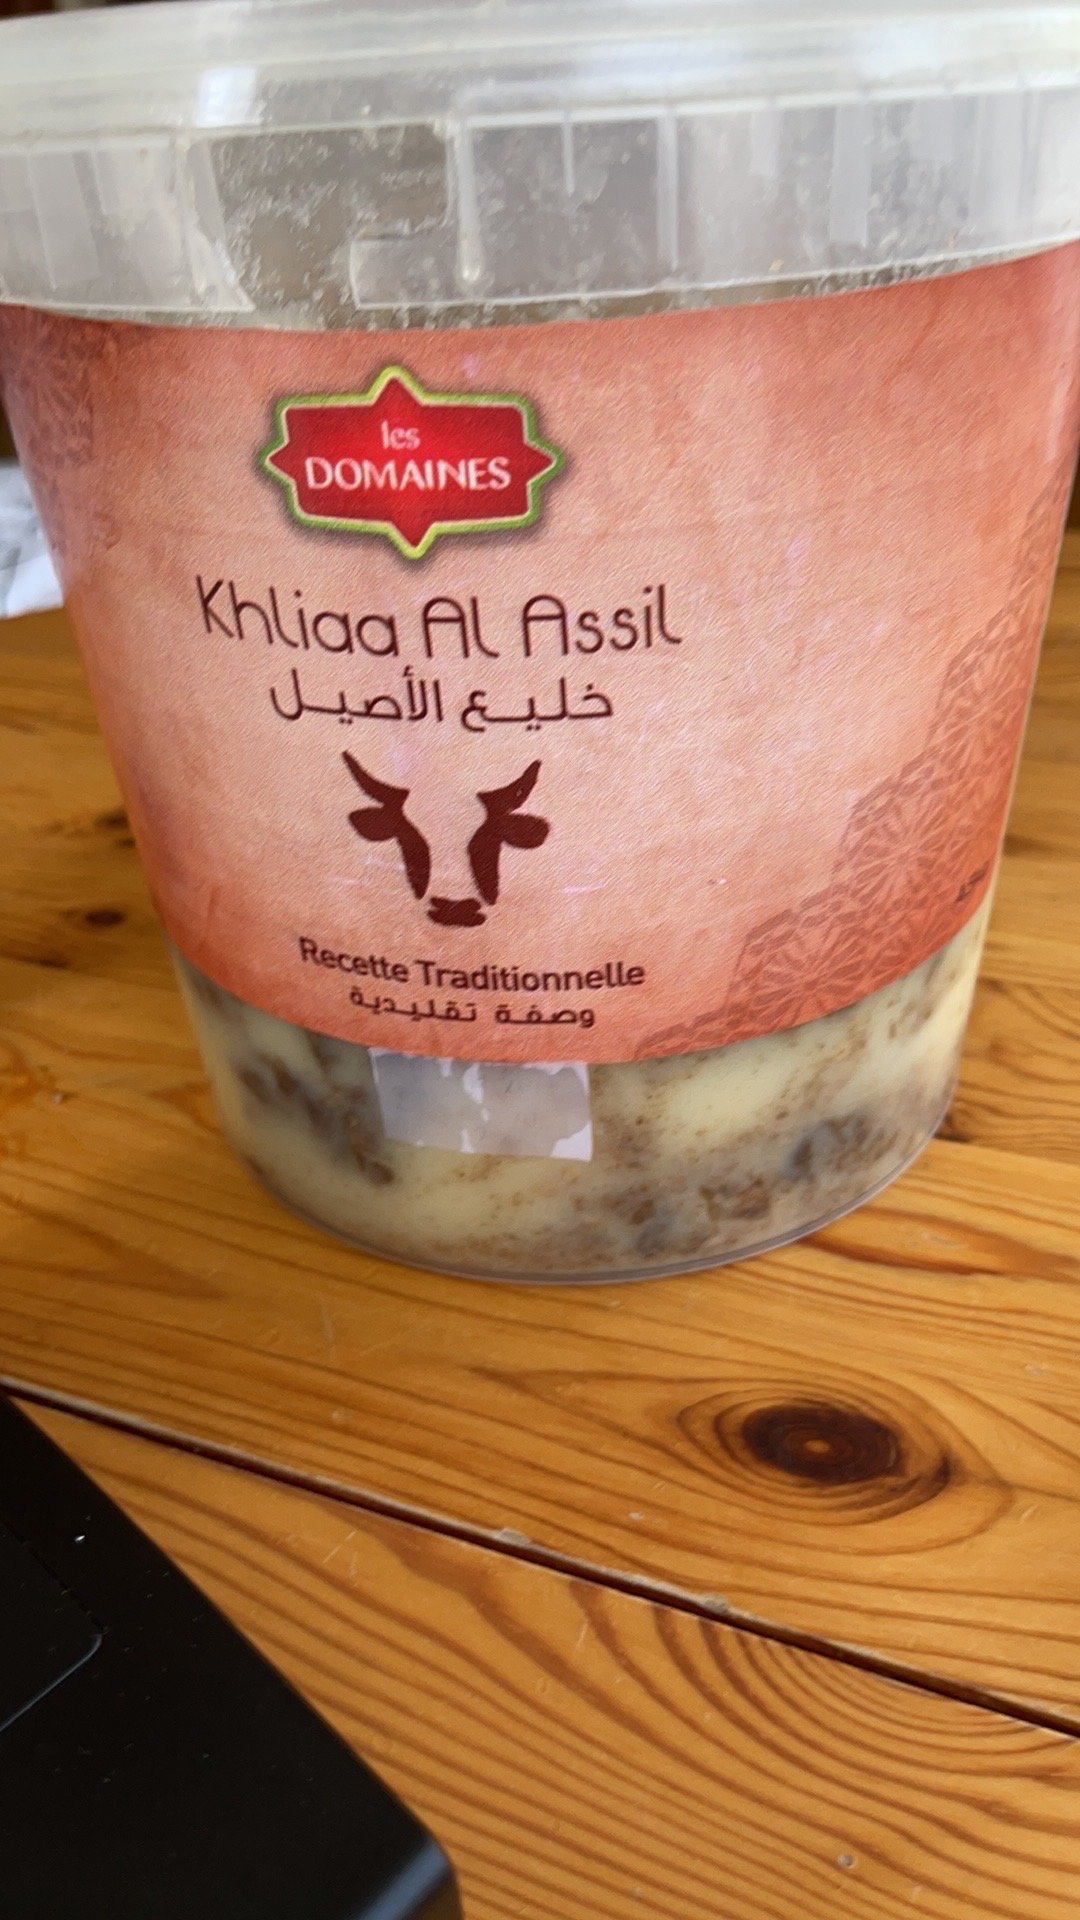 les
DOMAINES
Khliaa Al Assil
خليع الأصيل
Recette Traditionnelle
وصفة تقليدية